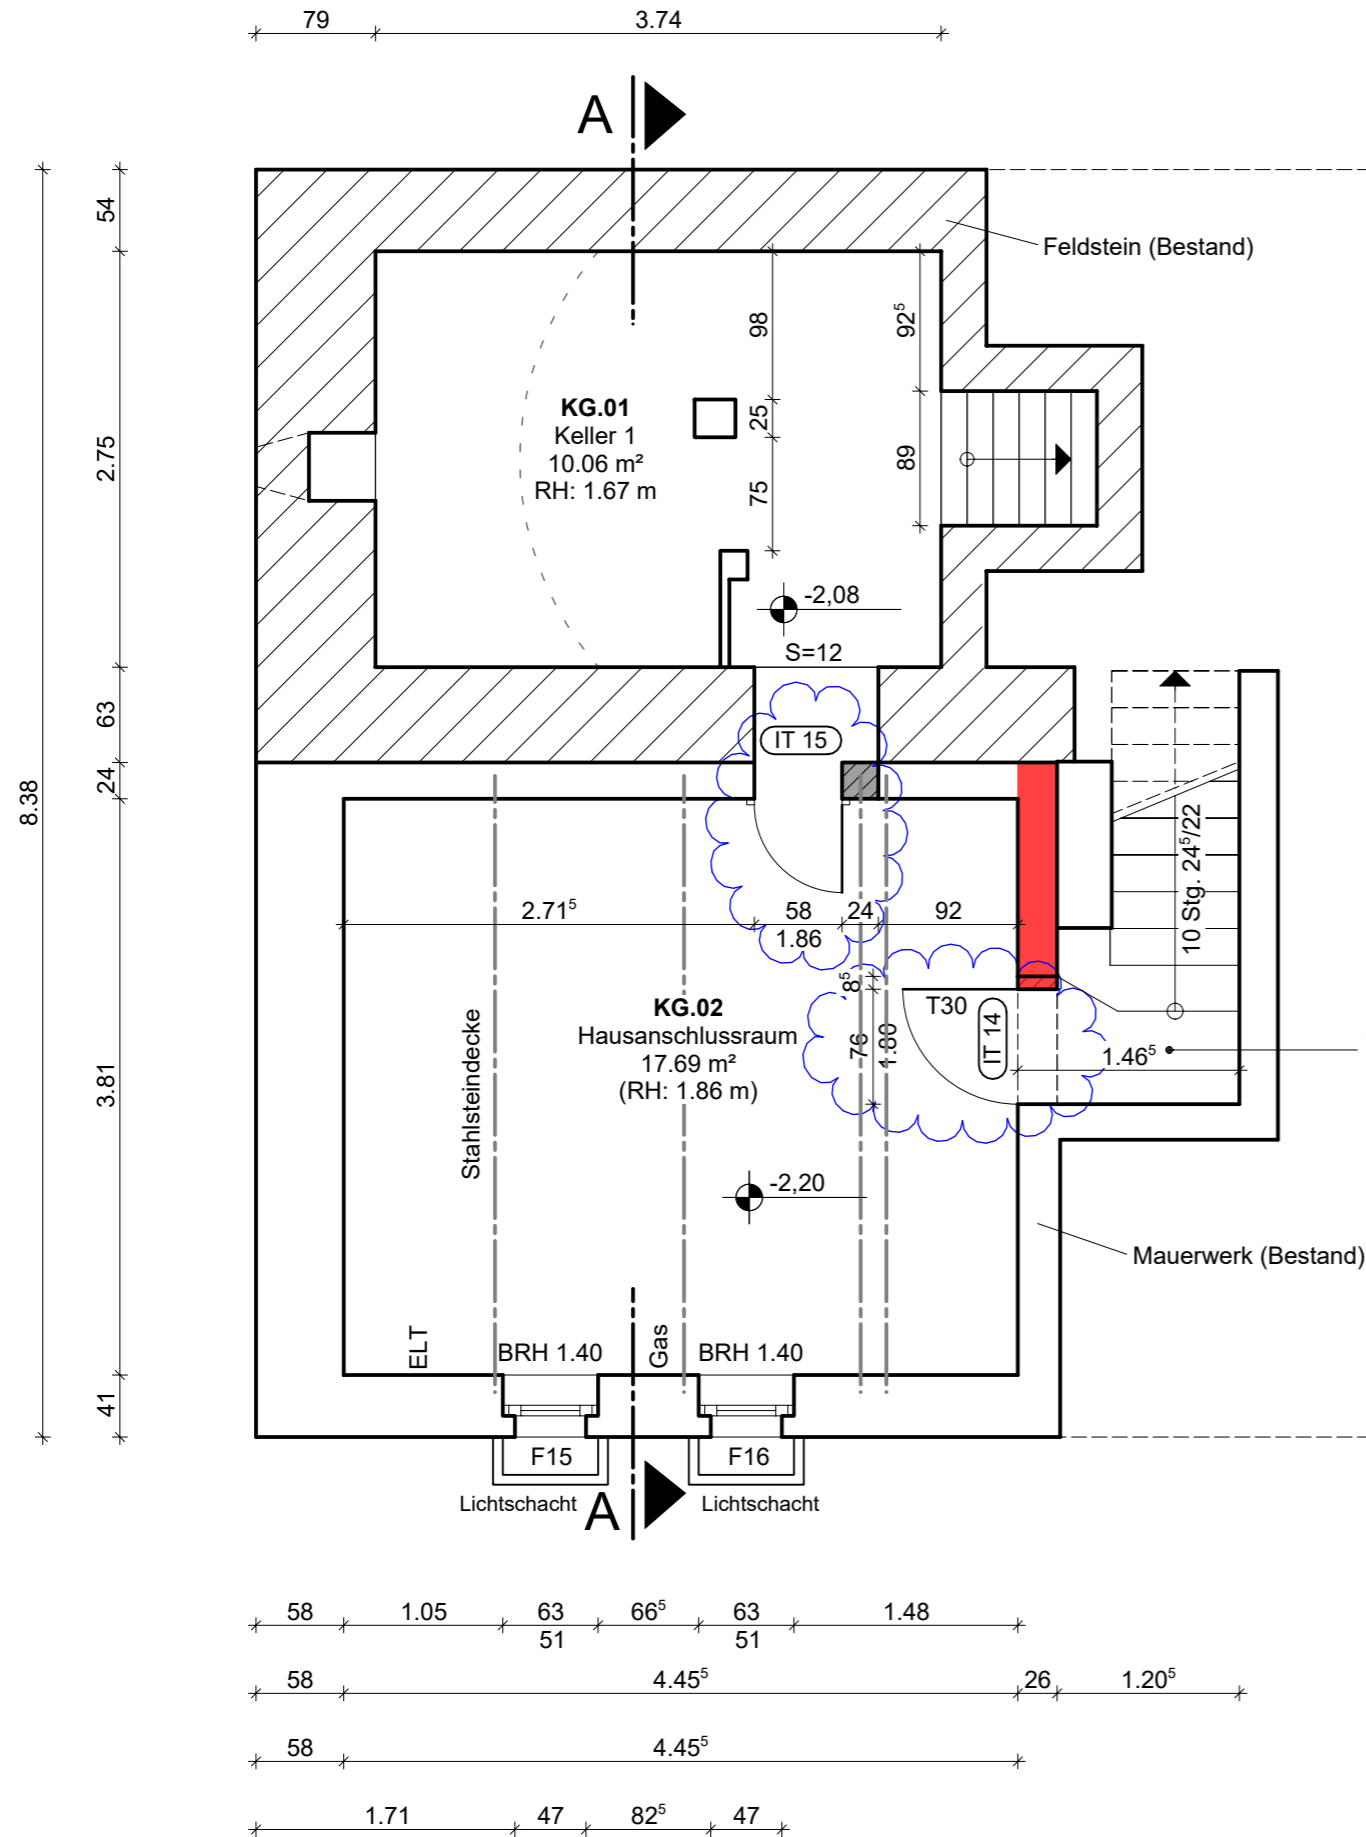 79
3.74
A
54
Feldstein (Bestand)
98
92⁵
KG.01
Keller 1
10.06 m²
RH: 1.67 m
25
89
75
2.75
-2,08
S=12
63
IT 15
24
8.38
10 Stg. 24⁵/22
2.71⁵
58
24
92
1.86
8⁵
KG.02
Hausanschlussraum
17.69 m²
(RH: 1.86 m)
T30
IT 14
76
1.80
1.46⁵
Stahlsteindecke
3.81
-2,20
Mauerwerk (Bestand)
ELT
BRH 1.40
Gas
BRH 1.40
41
F15
F16
Lichtschacht
A
Lichtschacht
58
1.05
63
66⁵
63
1.48
51
51
58
4.45⁵
26
1.20⁵
58
4.45⁵
1.71
47
82⁵
47